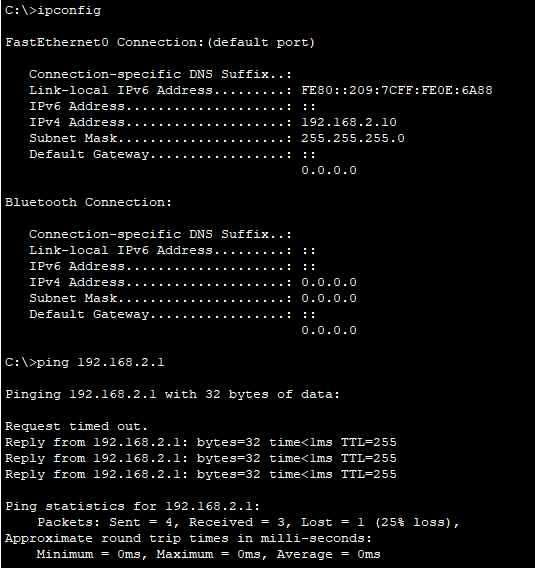 C:\>ipconfig
FastEthernet0 Connection:(default port)
Connection-specific DNS Suffix..:
Link-local IPv6 Address.........: FE80::209:7CFF:FE0E:6A88
IPv6 Address....................: ::
IPv4 Address....................: 192.168.2.10
Subnet Mask.....................: 255.255.255.0
Default Gateway.................: ::
0.0.0.0
Bluetooth Connection:
Connection-specific DNS Suffix..:
Link-local IPv6 Address.........: ::
IPv6 Address....................: ::
IPv4 Address....................: 0.0.0.0
Subnet Mask.....................: 0.0.0.0
Default Gateway.................: ::
0.0.0.0
C:\>ping 192.168.2.1
Pinging 192.168.2.1 with 32 bytes of data:
Request timed out.
Reply from 192.168.2.1: bytes=32 time<1ms TTL=255
Reply from 192.168.2.1: bytes=32 time<1ms TTL=255
Reply from 192.168.2.1: bytes=32 time<1ms TTL=255
Ping statistics for 192.168.2.1:
Packets: Sent = 4, Received = 3, Lost = 1 (25% loss),
Approximate round trip times in milli-seconds:
Minimum = 0ms, Maximum = 0ms, Average = 0ms